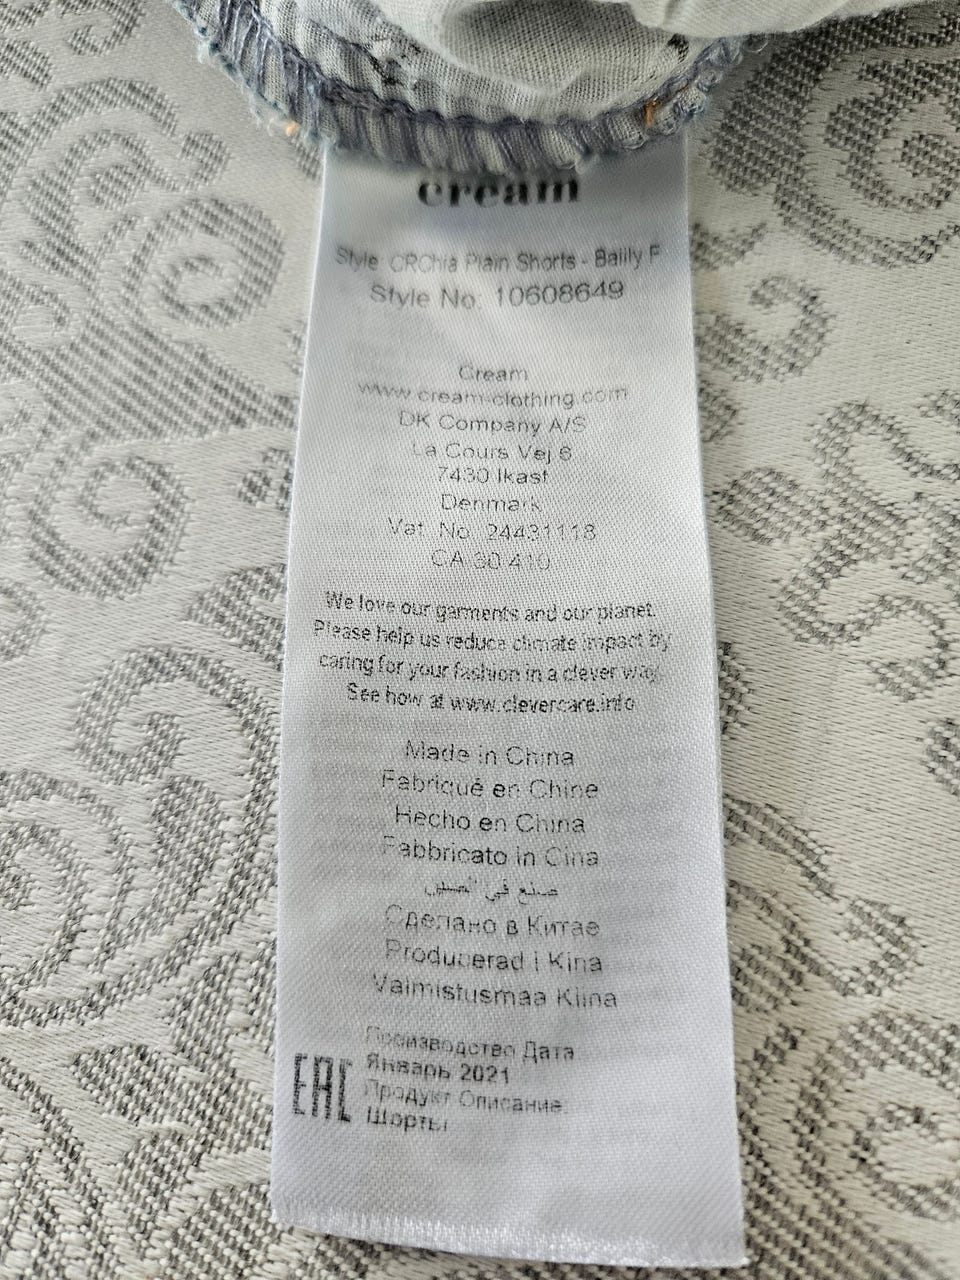 cream
Style: CRChia Plain Shorts - Bailly F
Style No: 10608649
Cream
www.cream-clothing.com
DK Company A/S
La Cours Vej 6
7430 Ikast
Denmark
Vat. No. 24431118
CA 30 410
We love our garments and our planet.
Please help us reduce climate impact by
caring for your fashion in a clever way.
See how at www.clevercare.info
Made in China
Fabriqué en Chine
Hecho en China
Fabbricato in Cina
صنع في الصين
Сделано в Китае
Producerad i Kina
Valmistusmaa Kiina
Производство Дата
Январь 2021
Продукт Описание:
Шорты
EAC